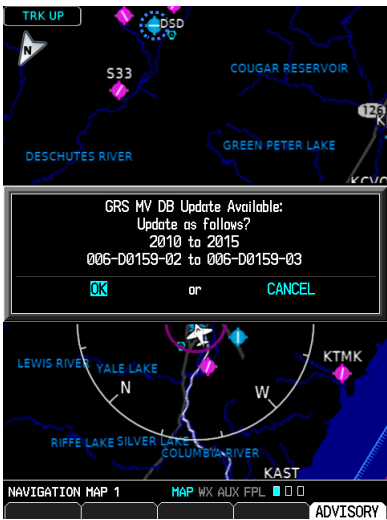 TRK UP
DSD
N
S33
COUGAR RESERVOIR
126
K
GREEN PETER LAKE
DESCHUTES RIVER
KCVO
GRS MV DB Update Available:
Update as follows?
2010 to 2015
006-D0159-02 to 006-D0159-03
OK or CANCEL
KTMK
LEWIS RIVER
YALE LAKE
N
W
RIFFE LAKE
SILVER LAKE
COLUMBIA RIVER
KAST
NAVIGATION MAP 1 MAP WX AUX FPL
ADVISORY